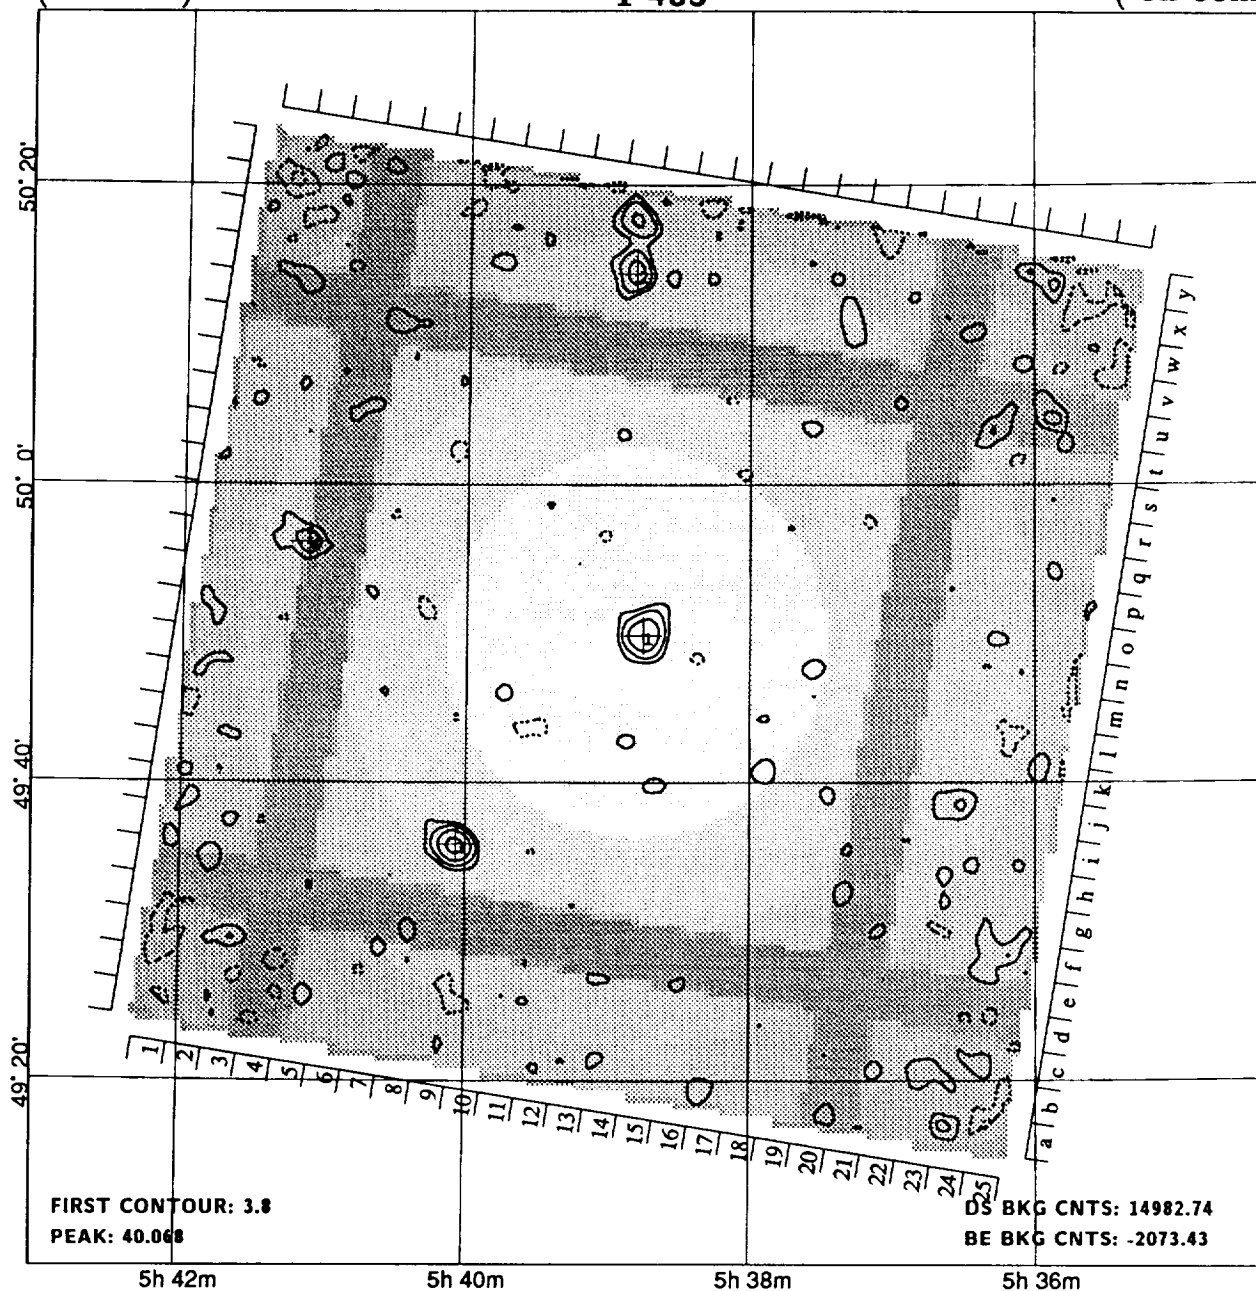 50° 20'
50° 0'
49° 40'
49° 20'
y
x
w
v
u
t
s
r
q
p
o
n
m
l
k
j
i
h
g
f
e
d
c
b
a
1 2 3 4 5 6 7 8 9 10 11 12 13 14 15 16 17 18 19 20 21 22 23 24 25
FIRST CONTOUR: 3.8
PEAK: 40.068
DS BKG CNTS: 14982.74
BE BKG CNTS: -2073.43
5h 42m 5h 40m 5h 38m 5h 36m